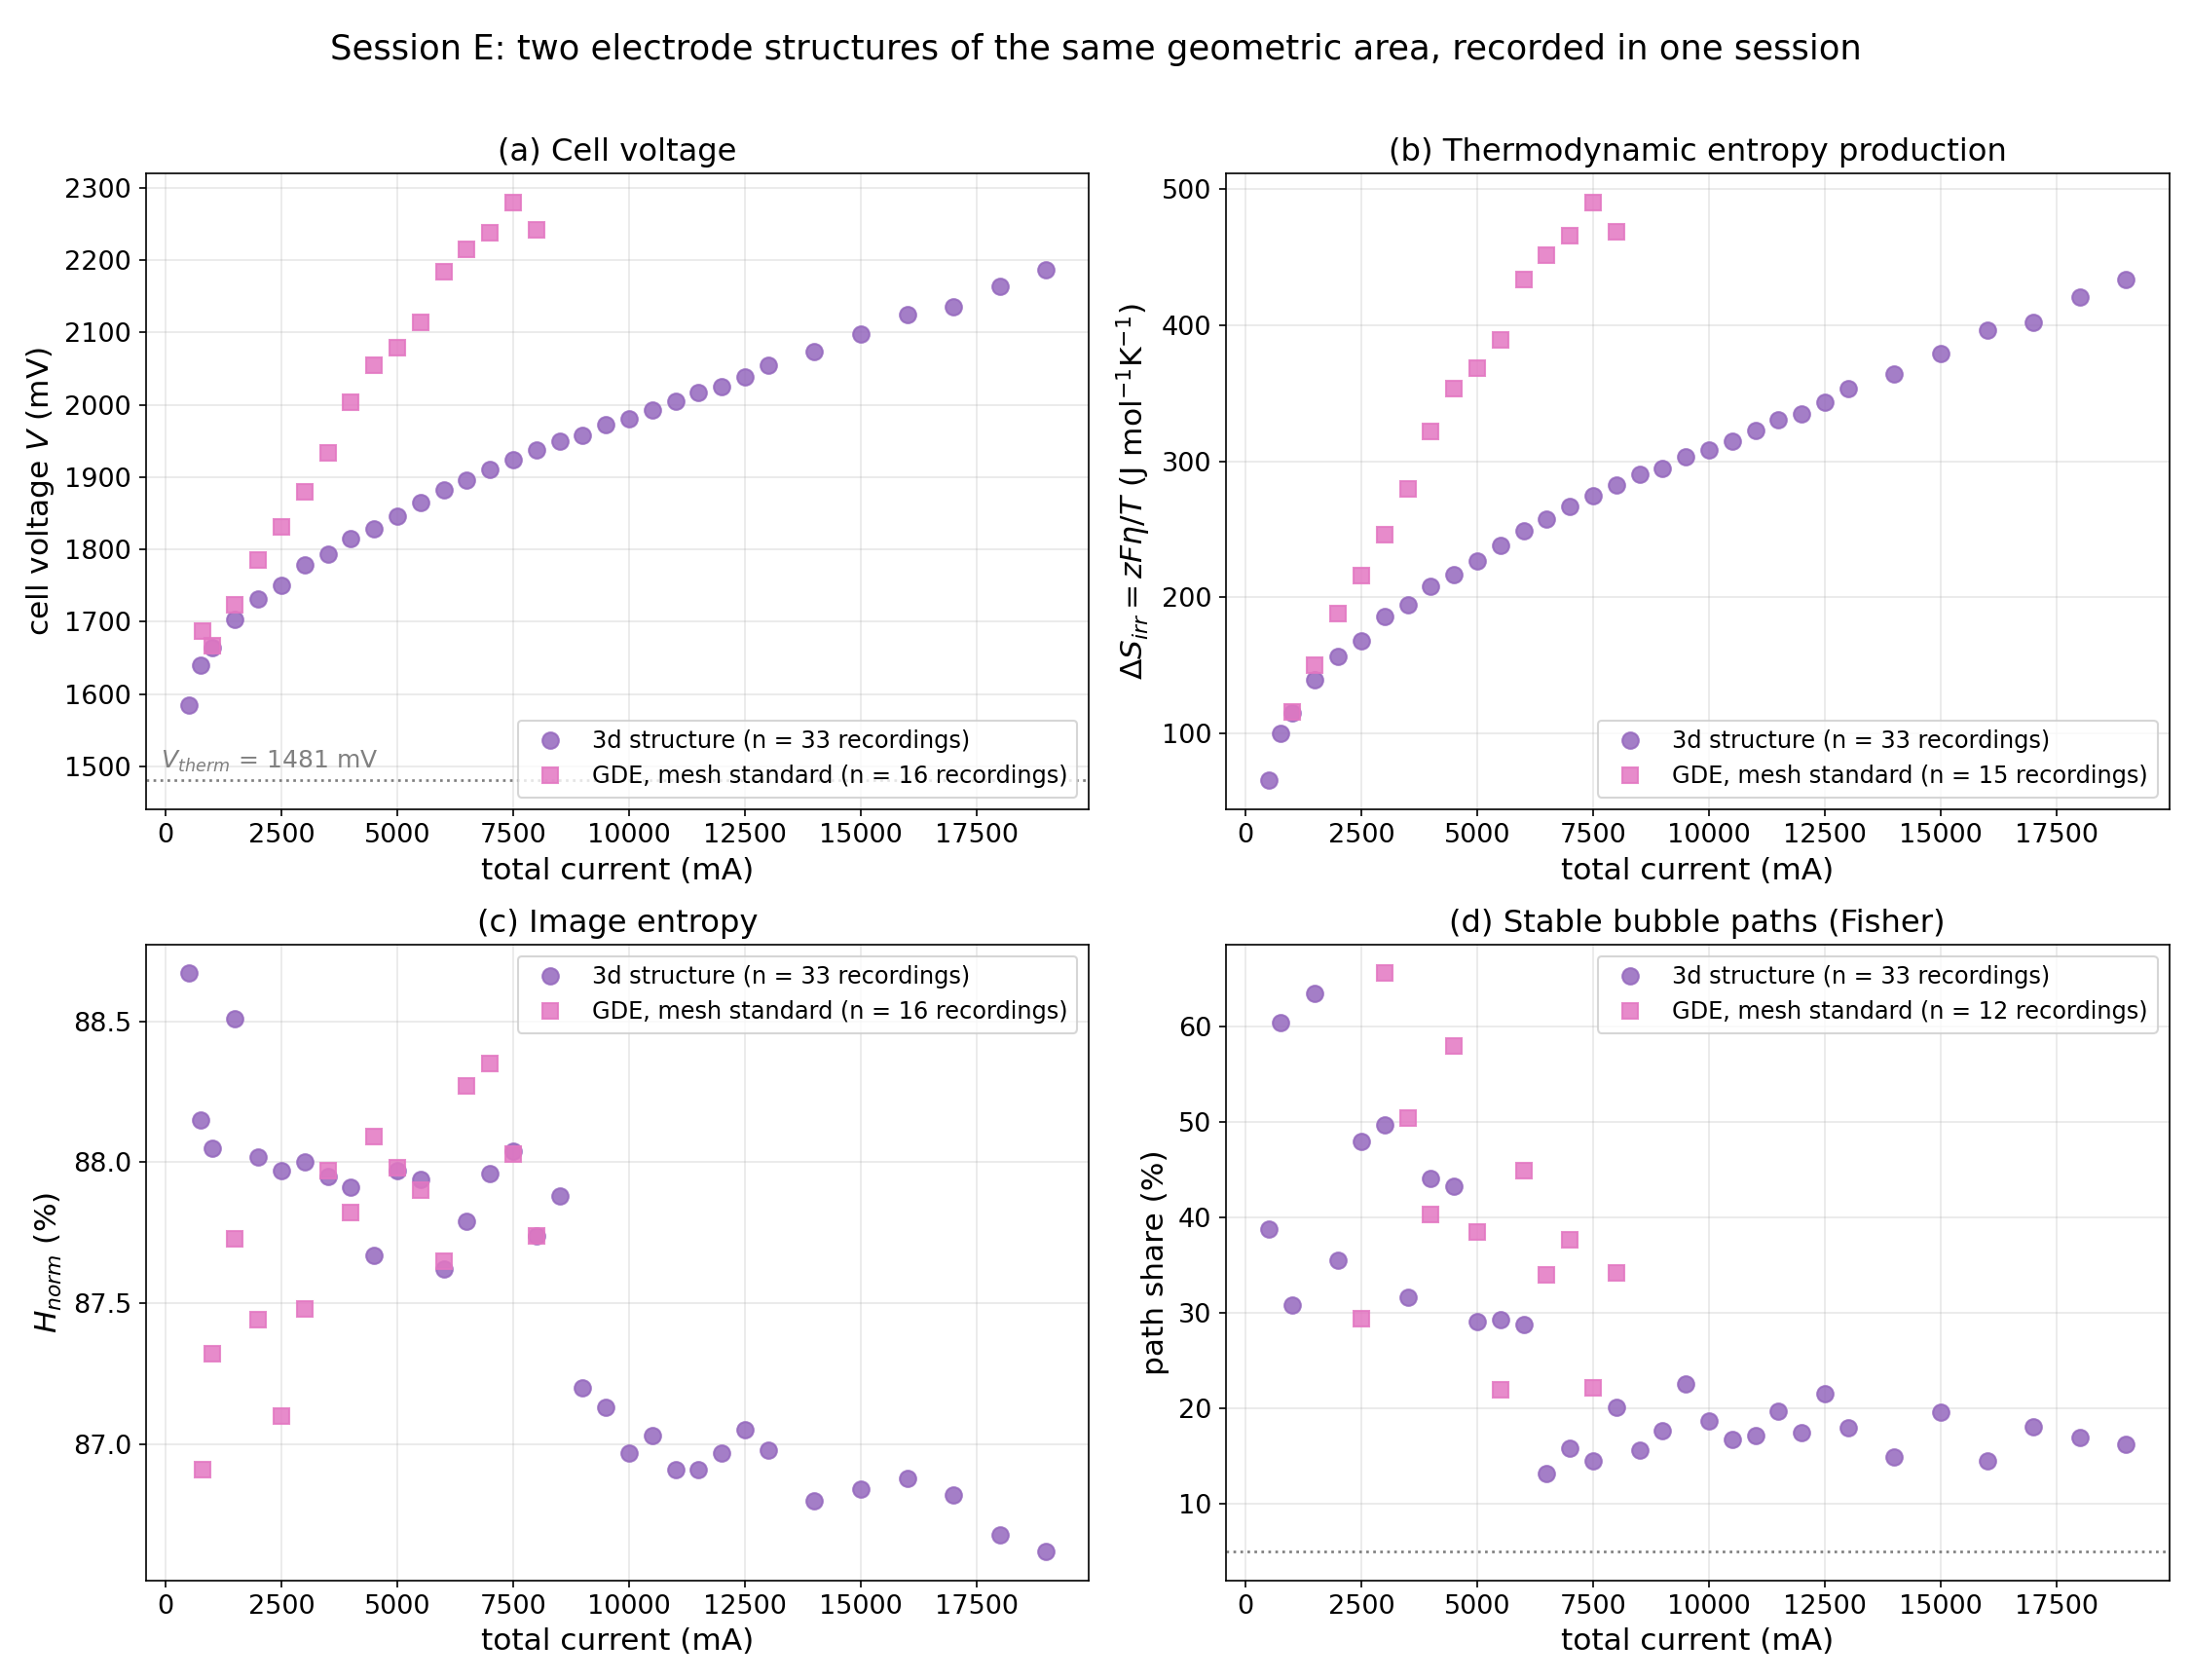 Session E: two electrode structures of the same geometric area, recorded in one session
(a) Cell voltage
cell voltage V (mV)
2300
2200
2100
2000
1900
1800
1700
1600
1500
V_therm = 1481 mV
3d structure (n = 33 recordings)
GDE, mesh standard (n = 16 recordings)
0 2500 5000 7500 10000 12500 15000 17500
total current (mA)
(b) Thermodynamic entropy production
ΔS_irr = zFη/T (J mol⁻¹K⁻¹)
500
400
300
200
100
3d structure (n = 33 recordings)
GDE, mesh standard (n = 15 recordings)
0 2500 5000 7500 10000 12500 15000 17500
total current (mA)
(c) Image entropy
H_norm (%)
88.5
88.0
87.5
87.0
3d structure (n = 33 recordings)
GDE, mesh standard (n = 16 recordings)
0 2500 5000 7500 10000 12500 15000 17500
total current (mA)
(d) Stable bubble paths (Fisher)
path share (%)
60
50
40
30
20
10
3d structure (n = 33 recordings)
GDE, mesh standard (n = 12 recordings)
0 2500 5000 7500 10000 12500 15000 17500
total current (mA)